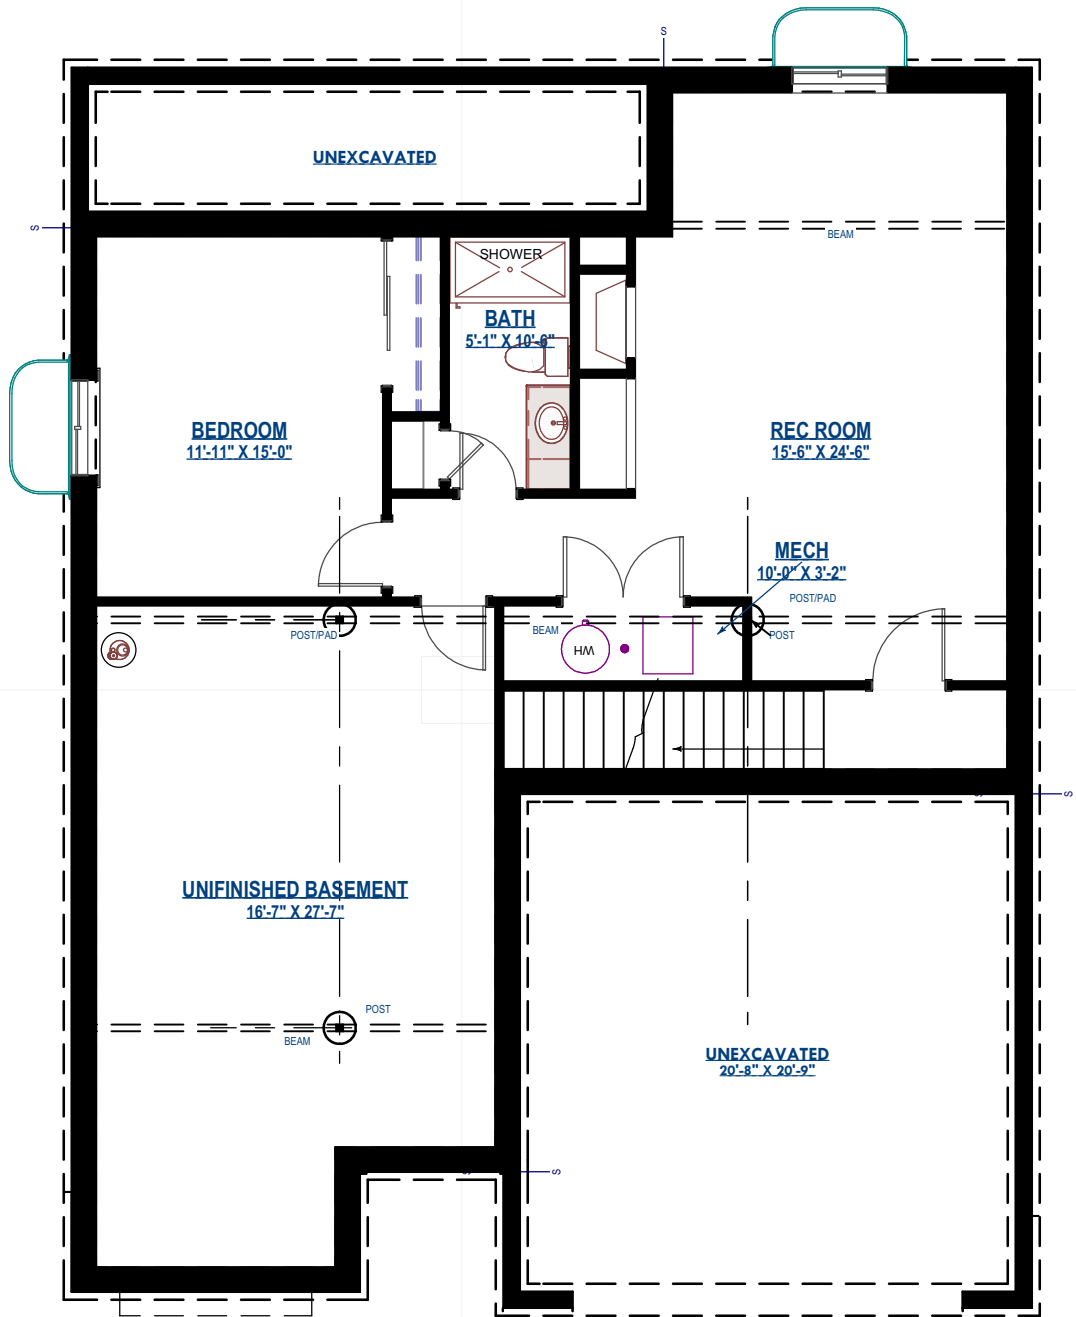 S
UNEXCAVATED
S
BEAM
SHOWER
BATH
5'-1" X 10'-6"
BEDROOM
11'-11" X 15'-0"
REC ROOM
15'-6" X 24'-6"
MECH
10'-0" X 3'-2"
POST/PAD
POST/PAD
BEAM
POST
WH
S
S
UNIFINISHED BASEMENT
16'-7" X 27'-7"
POST
BEAM
UNEXCAVATED
20'-8" X 20'-9"
S
S